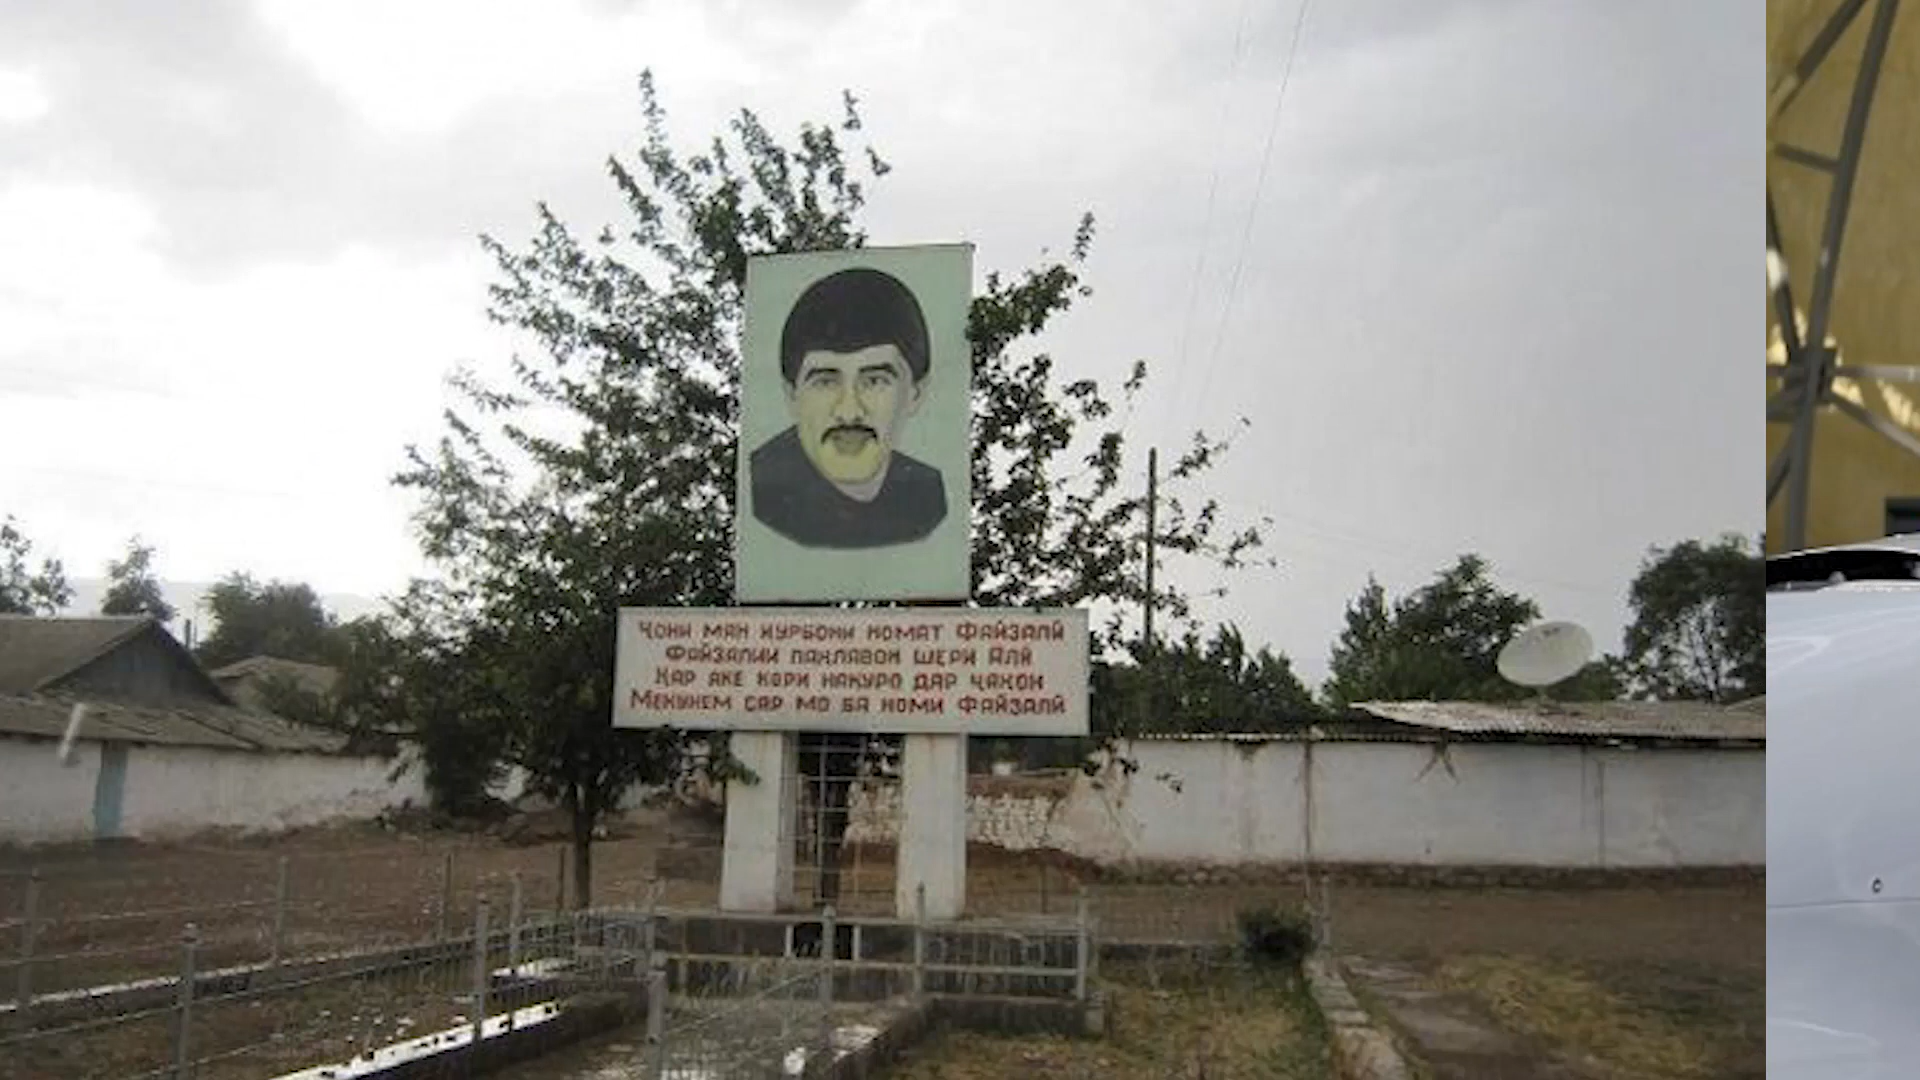 ҶОНИ МАН ҚУРБОНИ НОМАТ ФАЙЗАЛӢ
ФАЙЗАЛИИ ПАҲЛАВОН ШЕРИ АЛӢ
ҲАР ЯКЕ КОРИ НАКУРО ДАР ҶАҲОН
МЕКУНЕМ САР МО БА НОМИ ФАЙЗАЛӢ